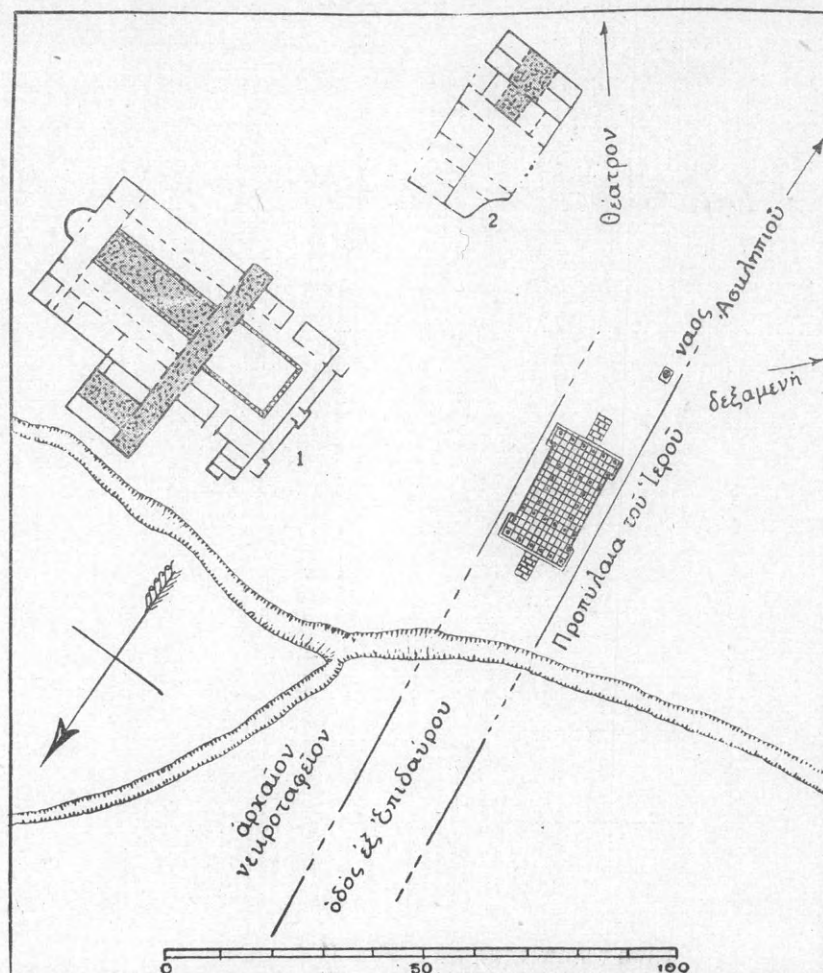 Θέατρον
2
ναος Ἀσκληπιοῦ
δεξαμενή
1
Προπύλαια τοῦ Ἱεροῦ
ἀρχαῖον
νεκροταφεῖον
ὁδὸς ἐξ Ἐπιδαύρου
0 50 100